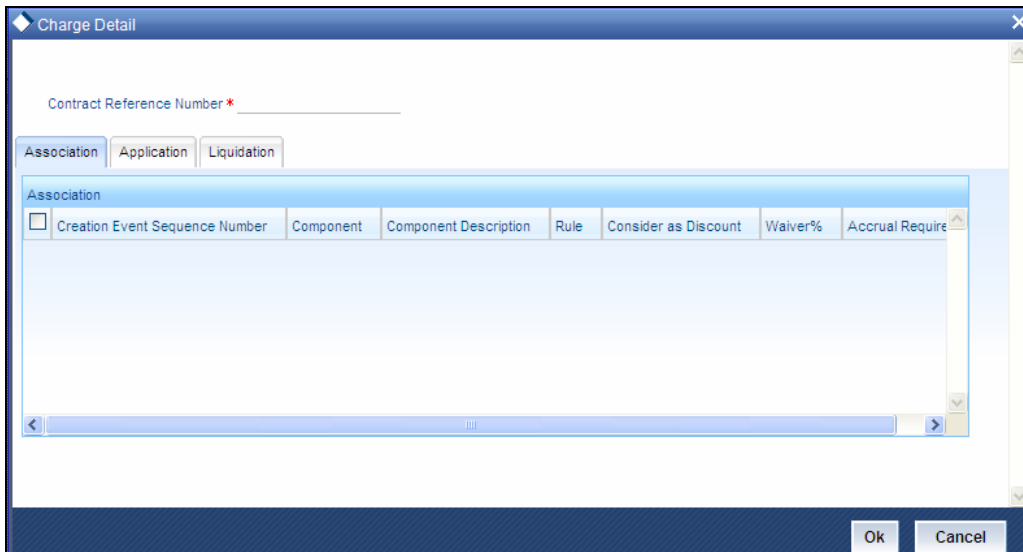 Charge Detail
Contract Reference Number *
Association Application Liquidation
Association
Creation Event Sequence Number Component Component Description Rule Consider as Discount Waiver% Accrual Require
Ok Cancel